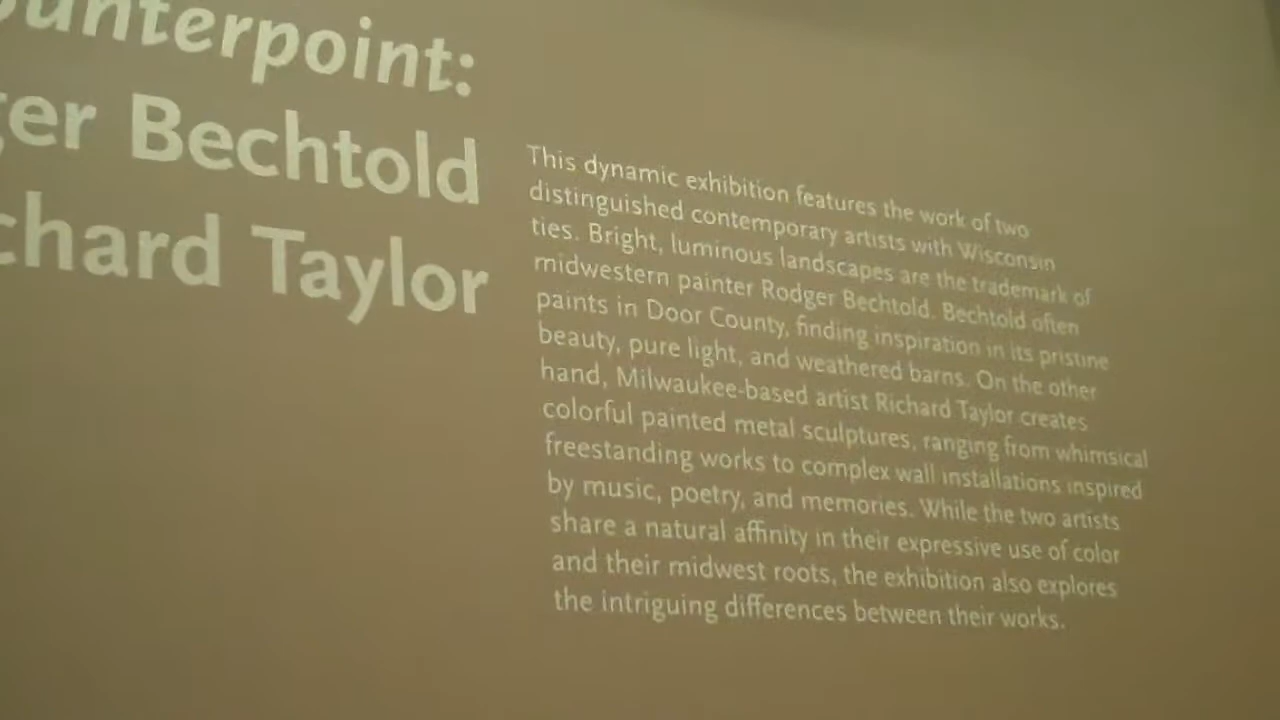 unterpoint:
ger Bechtold
chard Taylor
This dynamic exhibition features the work of two
distinguished contemporary artists with Wisconsin
ties. Bright, luminous landscapes are the trademark of
midwestern painter Rodger Bechtold. Bechtold often
paints in Door County, finding inspiration in its pristine
beauty, pure light, and weathered barns. On the other
hand, Milwaukee-based artist Richard Taylor creates
colorful painted metal sculptures, ranging from whimsical
freestanding works to complex wall installations inspired
by music, poetry, and memories. While the two artists
share a natural affinity in their expressive use of color
and their midwest roots, the exhibition also explores
the intriguing differences between their works.